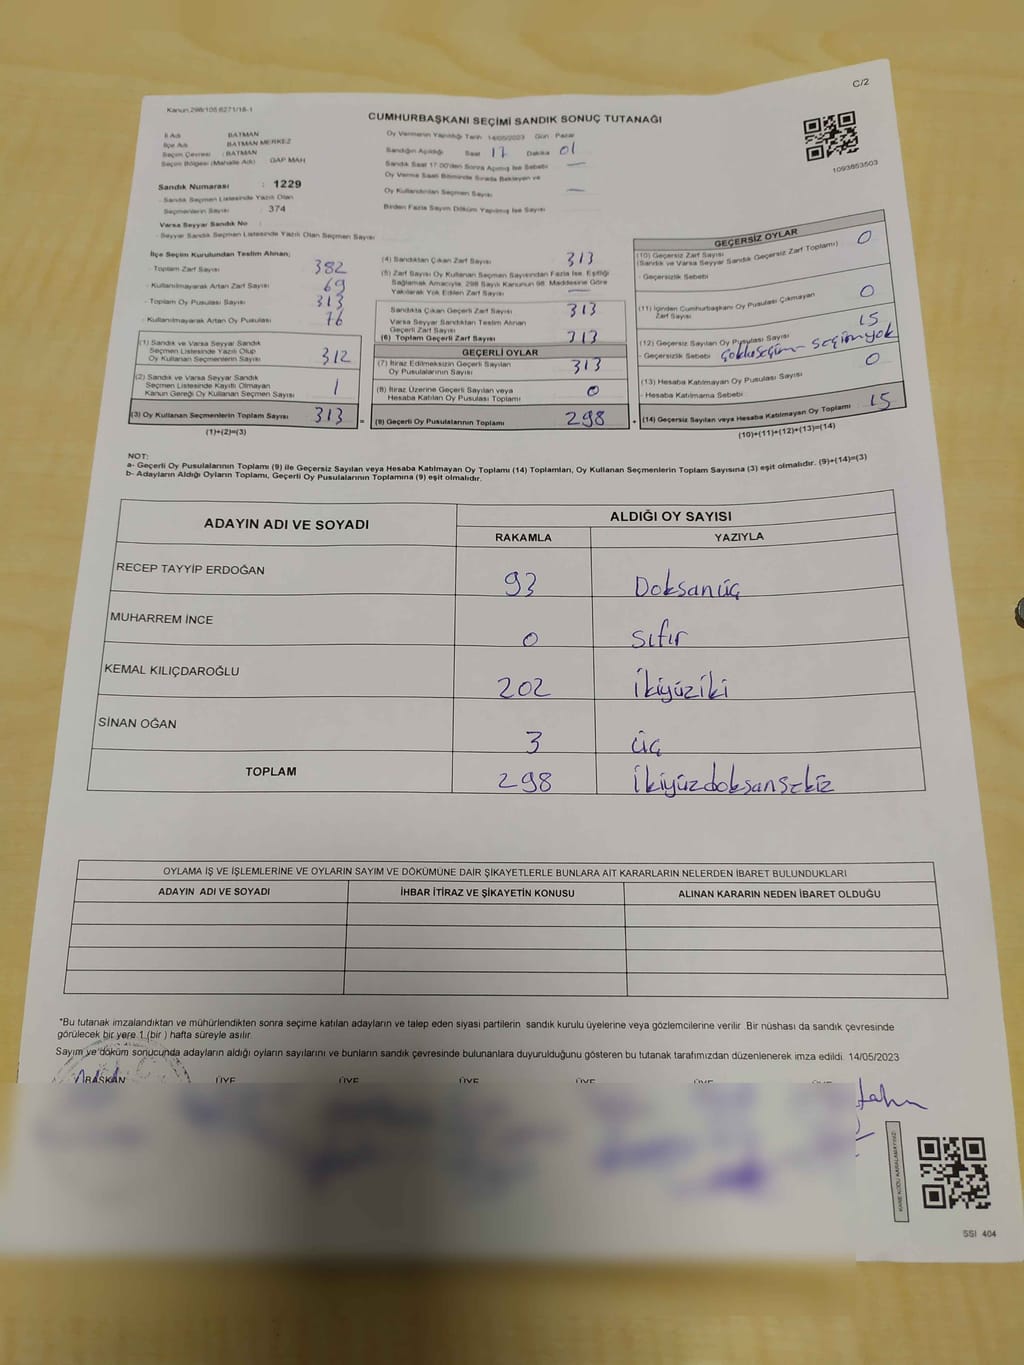 C/2
Kanun 298/105 6271/18-1
CUMHURBAŞKANI SEÇİMİ SANDIK SONUÇ TUTANAĞI
İl Adı : BATMAN
İlçe Adı : BATMAN MERKEZ
Seçim Çevresi : BATMAN
Seçim Bölgesi (Mahalle Adı) GAP MAH
Sandık Numarası : 1229
- Sandık Seçmen Listesinde Yazılı Olan
Seçmenlerin Sayısı : 374
Varsa Seyyar Sandık No :
- Seyyar Sandık Seçmen Listesinde Yazılı Olan Seçmen Sayısı
Oy Vermenin Yapıldığı Tarih 14/05/2023 Gün Pazar
Sandığın Açıldığı Saat 17 Dakika 01
Sandık Saat 17.00'den Sonra Açılmış İse Sebebi —
Oy Verme Saati Bitiminde Sırada Bekleyen ve
Oy Kullandırılan Seçmen Sayısı —
Birden Fazla Sayım Döküm Yapılmış İse Sayısı
1093853503
İlçe Seçim Kurulundan Teslim Alınan;
- Toplam Zarf Sayısı 382
- Kullanılmayarak Artan Zarf Sayısı 69
- Toplam Oy Pusulası Sayısı 313
- Kullanılmayarak Artan Oy Pusulası 76
(1) Sandık ve Varsa Seyyar Sandık
Seçmen Listesinde Yazılı Olup
Oy Kullanan Seçmenlerin Sayısı 312
(2) Sandık ve Varsa Seyyar Sandık
Seçmen Listesinde Kayıtlı Olmayan
Kanun Gereği Oy Kullanan Seçmen Sayısı 1
(3) Oy Kullanan Seçmenlerin Toplam Sayısı 313
(1)+(2)=(3)
=
(4) Sandıktan Çıkan Zarf Sayısı 313
(5) Zarf Sayısı Oy Kullanan Seçmen Sayısından Fazla İse, Eşitliği
Sağlamak Amacıyla, 298 Sayılı Kanunun 98. Maddesine Göre
Yakılarak Yok Edilen Zarf Sayısı —
Sandıkta Çıkan Geçerli Zarf Sayısı 313
Varsa Seyyar Sandıktan Teslim Alınan
Geçerli Zarf Sayısı
(6) Toplam Geçerli Zarf Sayısı 313
GEÇERLİ OYLAR
(7) İtiraz Edilmeksizin Geçerli Sayılan
Oy Pusulalarının Sayısı 313
(8) İtiraz Üzerine Geçerli Sayılan veya
Hesaba Katılan Oy Pusulası Toplamı 0
(9) Geçerli Oy Pusulalarının Toplamı 298
+
GEÇERSİZ OYLAR
(10) Geçersiz Zarf Sayısı
(Sandık ve Varsa Seyyar Sandık Geçersiz Zarf Toplamı) 0
- Geçersizlik Sebebi
(11) İçinden Cumhurbaşkanı Oy Pusulası Çıkmayan
Zarf Sayısı 0
(12) Geçersiz Sayılan Oy Pusulası Sayısı 15
- Geçersizlik Sebebi seçim yok
(13) Hesaba Katılmayan Oy Pusulası Sayısı 0
- Hesaba Katılmama Sebebi
(14) Geçersiz Sayılan veya Hesaba Katılmayan Oy Toplamı 15
(10)+(11)+(12)+(13)=(14)
NOT:
a- Geçerli Oy Pusulalarının Toplamı (9) ile Geçersiz Sayılan veya Hesaba Katılmayan Oy Toplamı (14) Toplamları, Oy Kullanan Seçmenlerin Toplam Sayısına (3) eşit olmalıdır. (9)+(14)=(3)
b- Adayların Aldığı Oyların Toplamı, Geçerli Oy Pusulalarının Toplamına (9) eşit olmalıdır.
ADAYIN ADI VE SOYADI
ALDIĞI OY SAYISI
RAKAMLA YAZIYLA
RECEP TAYYİP ERDOĞAN 93 Doksanüç
MUHARREM İNCE 0 sıfır
KEMAL KILIÇDAROĞLU 202 İkiyüziki
SİNAN OĞAN 3 üç
TOPLAM 298 İkiyüzdoksansekiz
OYLAMA İŞ VE İŞLEMLERİNE VE OYLARIN SAYIM VE DÖKÜMÜNE DAİR ŞİKAYETLERLE BUNLARA AİT KARARLARIN NELERDEN İBARET BULUNDUKLARI
ADAYIN ADI VE SOYADI İHBAR İTİRAZ VE ŞİKAYETİN KONUSU ALINAN KARARIN NEDEN İBARET OLDUĞU
*Bu tutanak imzalandıktan ve mühürlendikten sonra seçime katılan adayların ve talep eden siyasi partilerin sandık kurulu üyelerine veya gözlemcilerine verilir. Bir nüshası da sandık çevresinde
görülecek bir yere 1 (bir) hafta süreyle asılır.
Sayım ve döküm sonucunda adayların aldığı oyların sayılarını ve bunların sandık çevresinde bulunanlara duyurulduğunu gösteren bu tutanak tarafımızdan düzenlenerek imza edildi. 14/05/2023
BAŞKAN ÜYE ÜYE ÜYE ÜYE ÜYE ÜYE
KARE KODU KARALAMAYINIZ
SSI 404